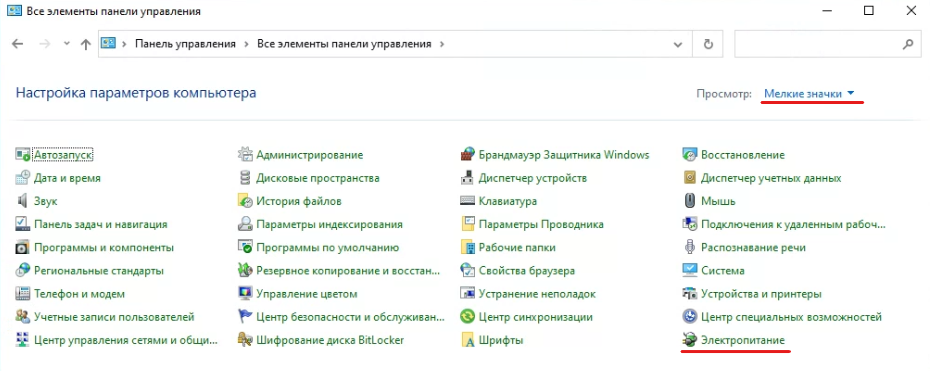 Все элементы панели управления
Панель управления Все элементы панели управления
Настройка параметров компьютера
Просмотр: Мелкие значки
Автозапуск Администрирование Брандмауэр Защитника Windows Восстановление
Дата и время Дисковые пространства Диспетчер устройств Диспетчер учетных данных
Звук История файлов Клавиатура Мышь
Панель задач и навигация Параметры индексирования Параметры Проводника Подключения к удаленным рабоч...
Программы и компоненты Программы по умолчанию Рабочие папки Распознавание речи
Региональные стандарты Резервное копирование и восстан... Свойства браузера Система
Телефон и модем Управление цветом Устранение неполадок Устройства и принтеры
Учетные записи пользователей Центр безопасности и обслуживан... Центр синхронизации Центр специальных возможностей
Центр управления сетями и общи... Шифрование диска BitLocker Шрифты Электропитание